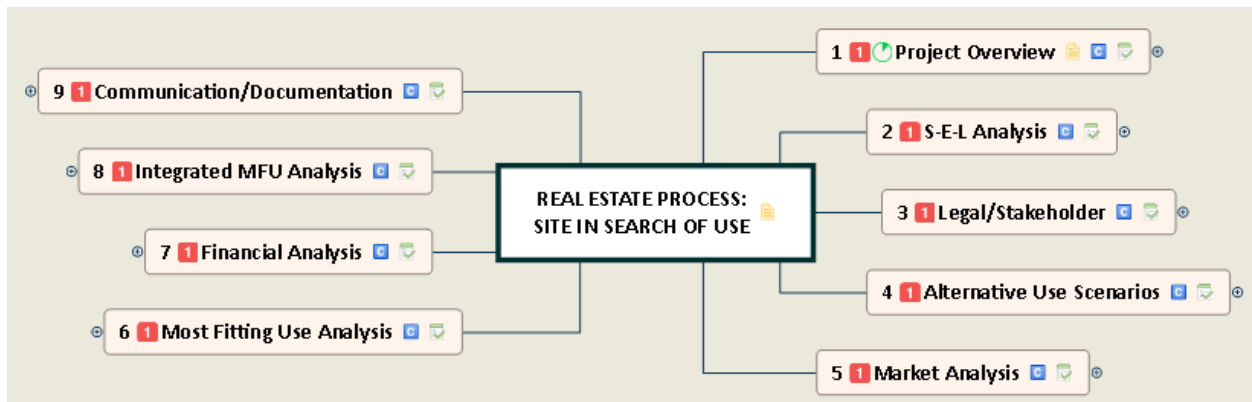 REAL ESTATE PROCESS:
SITE IN SEARCH OF USE
1 1 Project Overview C
2 1 S-E-L Analysis C
3 1 Legal/Stakeholder C
4 1 Alternative Use Scenarios C
5 1 Market Analysis C
6 1 Most Fitting Use Analysis C
7 1 Financial Analysis C
8 1 Integrated MFU Analysis C
9 1 Communication/Documentation C